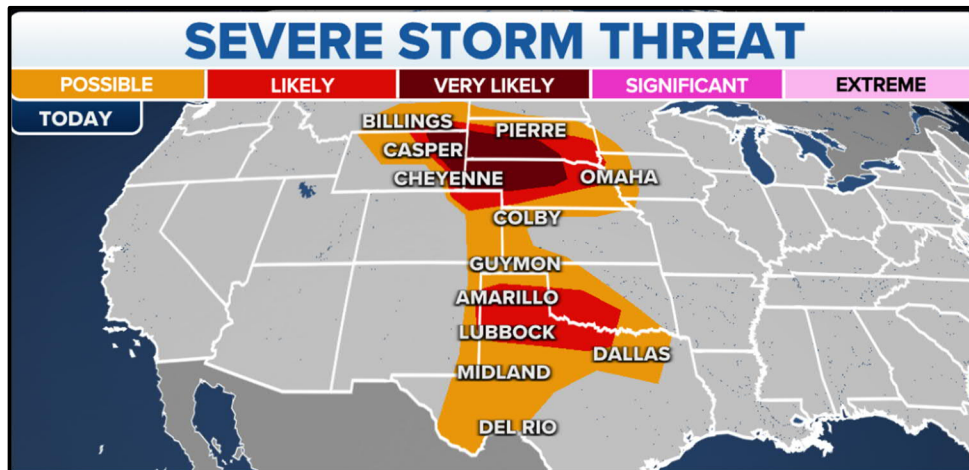 SEVERE STORM THREAT
POSSIBLE LIKELY VERY LIKELY SIGNIFICANT EXTREME
TODAY
BILLINGS
PIERRE
CASPER
CHEYENNE
OMAHA
COLBY
GUYMON
AMARILLO
LUBBOCK
DALLAS
MIDLAND
DEL RIO